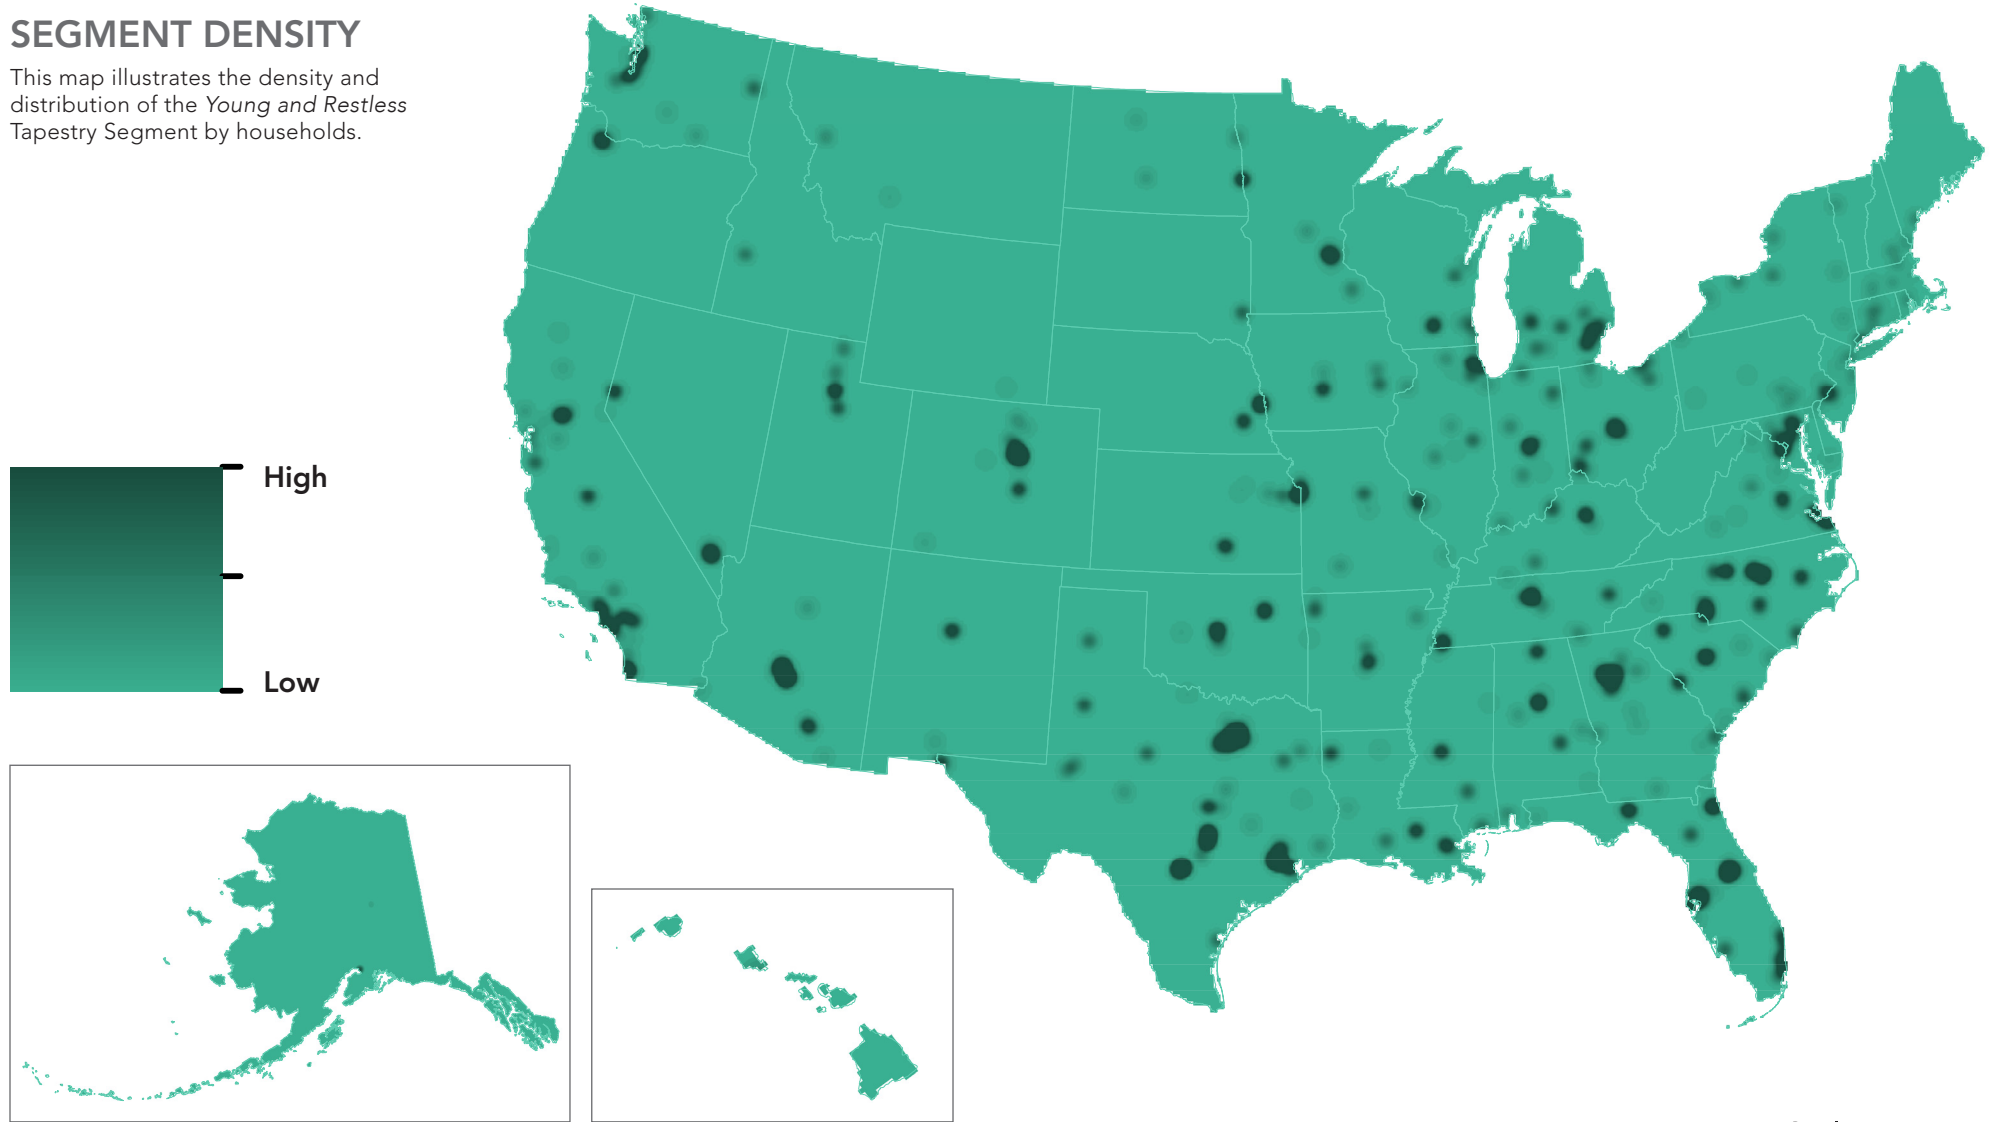 SEGMENT DENSITY
This map illustrates the density and
distribution of the Young and Restless
Tapestry Segment by households.
High
Low